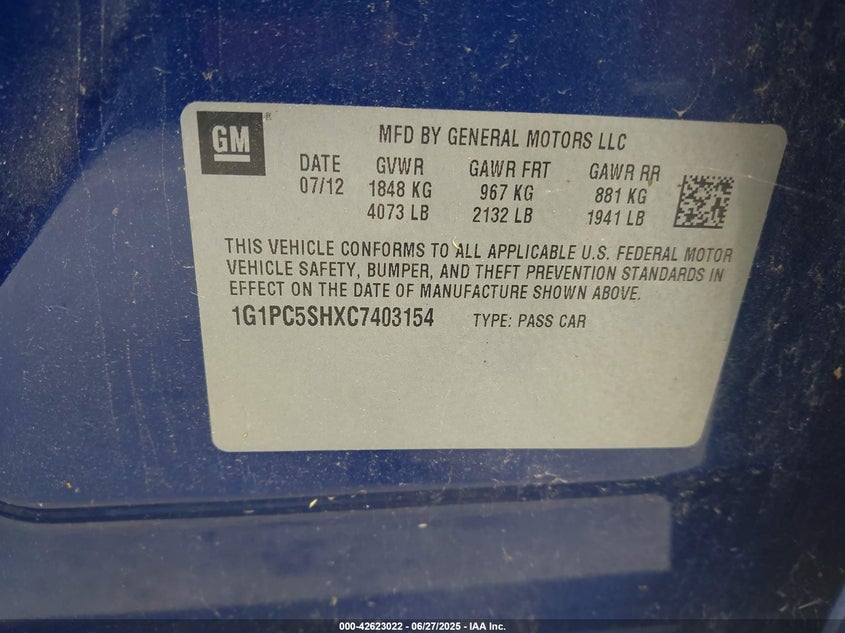 GM ®
MFD BY GENERAL MOTORS LLC
DATE GVWR GAWR FRT GAWR RR
07/12 1848 KG 967 KG 881 KG
4073 LB 2132 LB 1941 LB
THIS VEHICLE CONFORMS TO ALL APPLICABLE U.S. FEDERAL MOTOR
VEHICLE SAFETY, BUMPER, AND THEFT PREVENTION STANDARDS IN
EFFECT ON THE DATE OF MANUFACTURE SHOWN ABOVE.
1G1PC5SHXC7403154 TYPE: PASS CAR
000-42623022 - 06/27/2025 - IAA Inc.